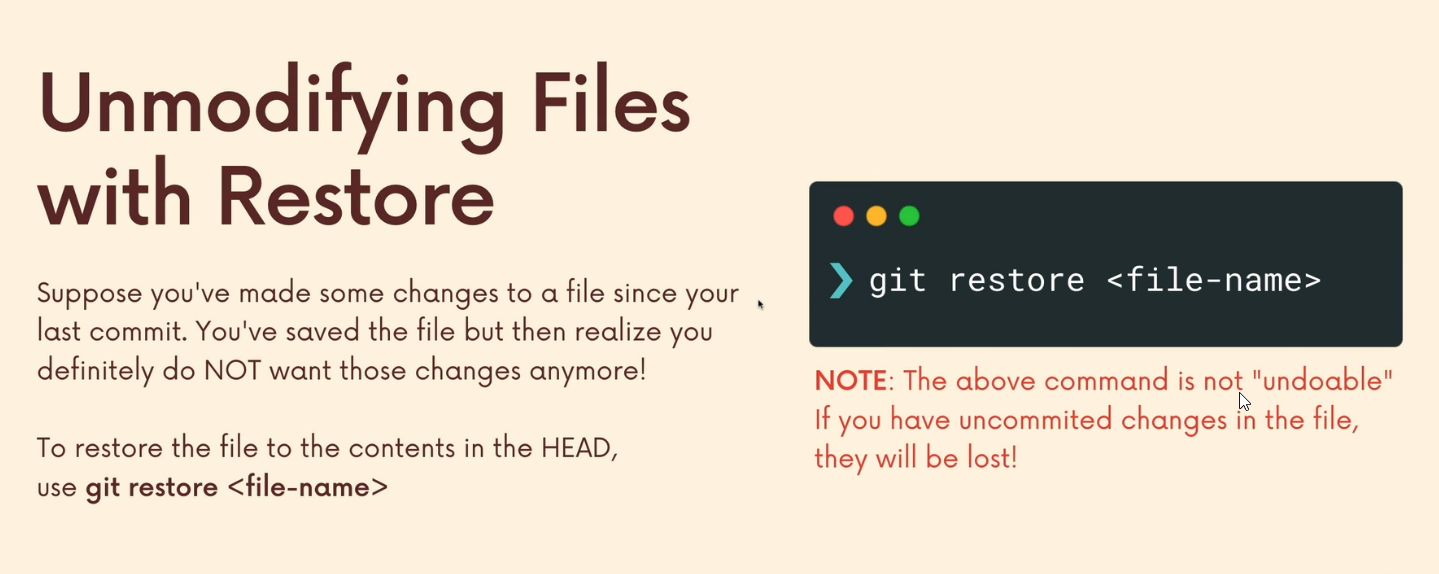 Unmodifying Files
with Restore
Suppose you've made some changes to a file since your
last commit. You've saved the file but then realize you
definitely do NOT want those changes anymore!
To restore the file to the contents in the HEAD,
use git restore <file-name>
❯ git restore <file-name>
NOTE: The above command is not "undoable"
If you have uncommited changes in the file,
they will be lost!